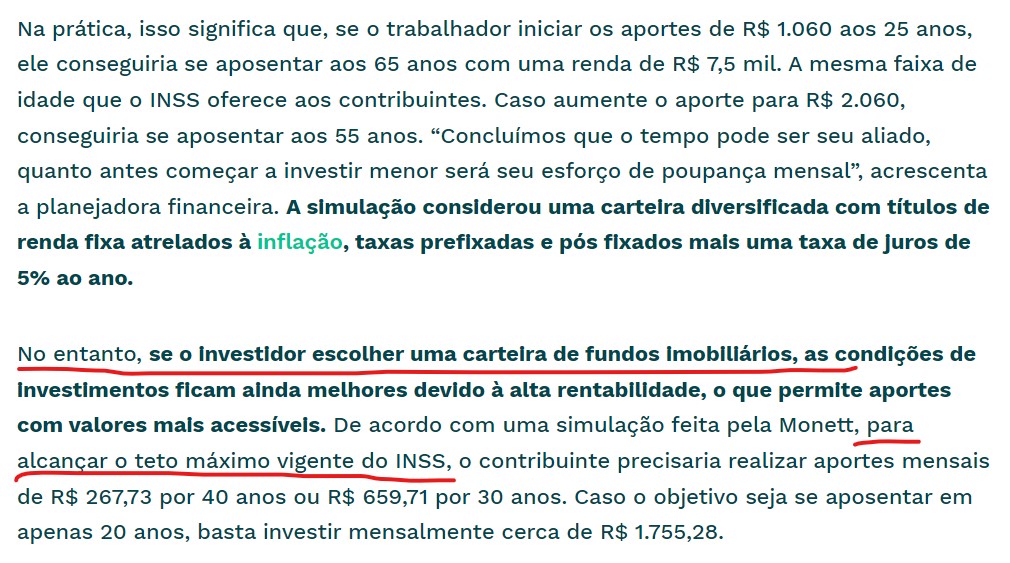 Na prática, isso significa que, se o trabalhador iniciar os aportes de R$ 1.060 aos 25 anos,
ele conseguiria se aposentar aos 65 anos com uma renda de R$ 7,5 mil. A mesma faixa de
idade que o INSS oferece aos contribuintes. Caso aumente o aporte para R$ 2.060,
conseguiria se aposentar aos 55 anos. “Concluímos que o tempo pode ser seu aliado,
quanto antes começar a investir menor será seu esforço de poupança mensal”, acrescenta
a planejadora financeira. A simulação considerou uma carteira diversificada com títulos de
renda fixa atrelados à inflação, taxas prefixadas e pós fixados mais uma taxa de juros de
5% ao ano.
No entanto, se o investidor escolher uma carteira de fundos imobiliários, as condições de
investimentos ficam ainda melhores devido à alta rentabilidade, o que permite aportes
com valores mais acessíveis. De acordo com uma simulação feita pela Monett, para
alcançar o teto máximo vigente do INSS, o contribuinte precisaria realizar aportes mensais
de R$ 267,73 por 40 anos ou R$ 659,71 por 30 anos. Caso o objetivo seja se aposentar em
apenas 20 anos, basta investir mensalmente cerca de R$ 1.755,28.